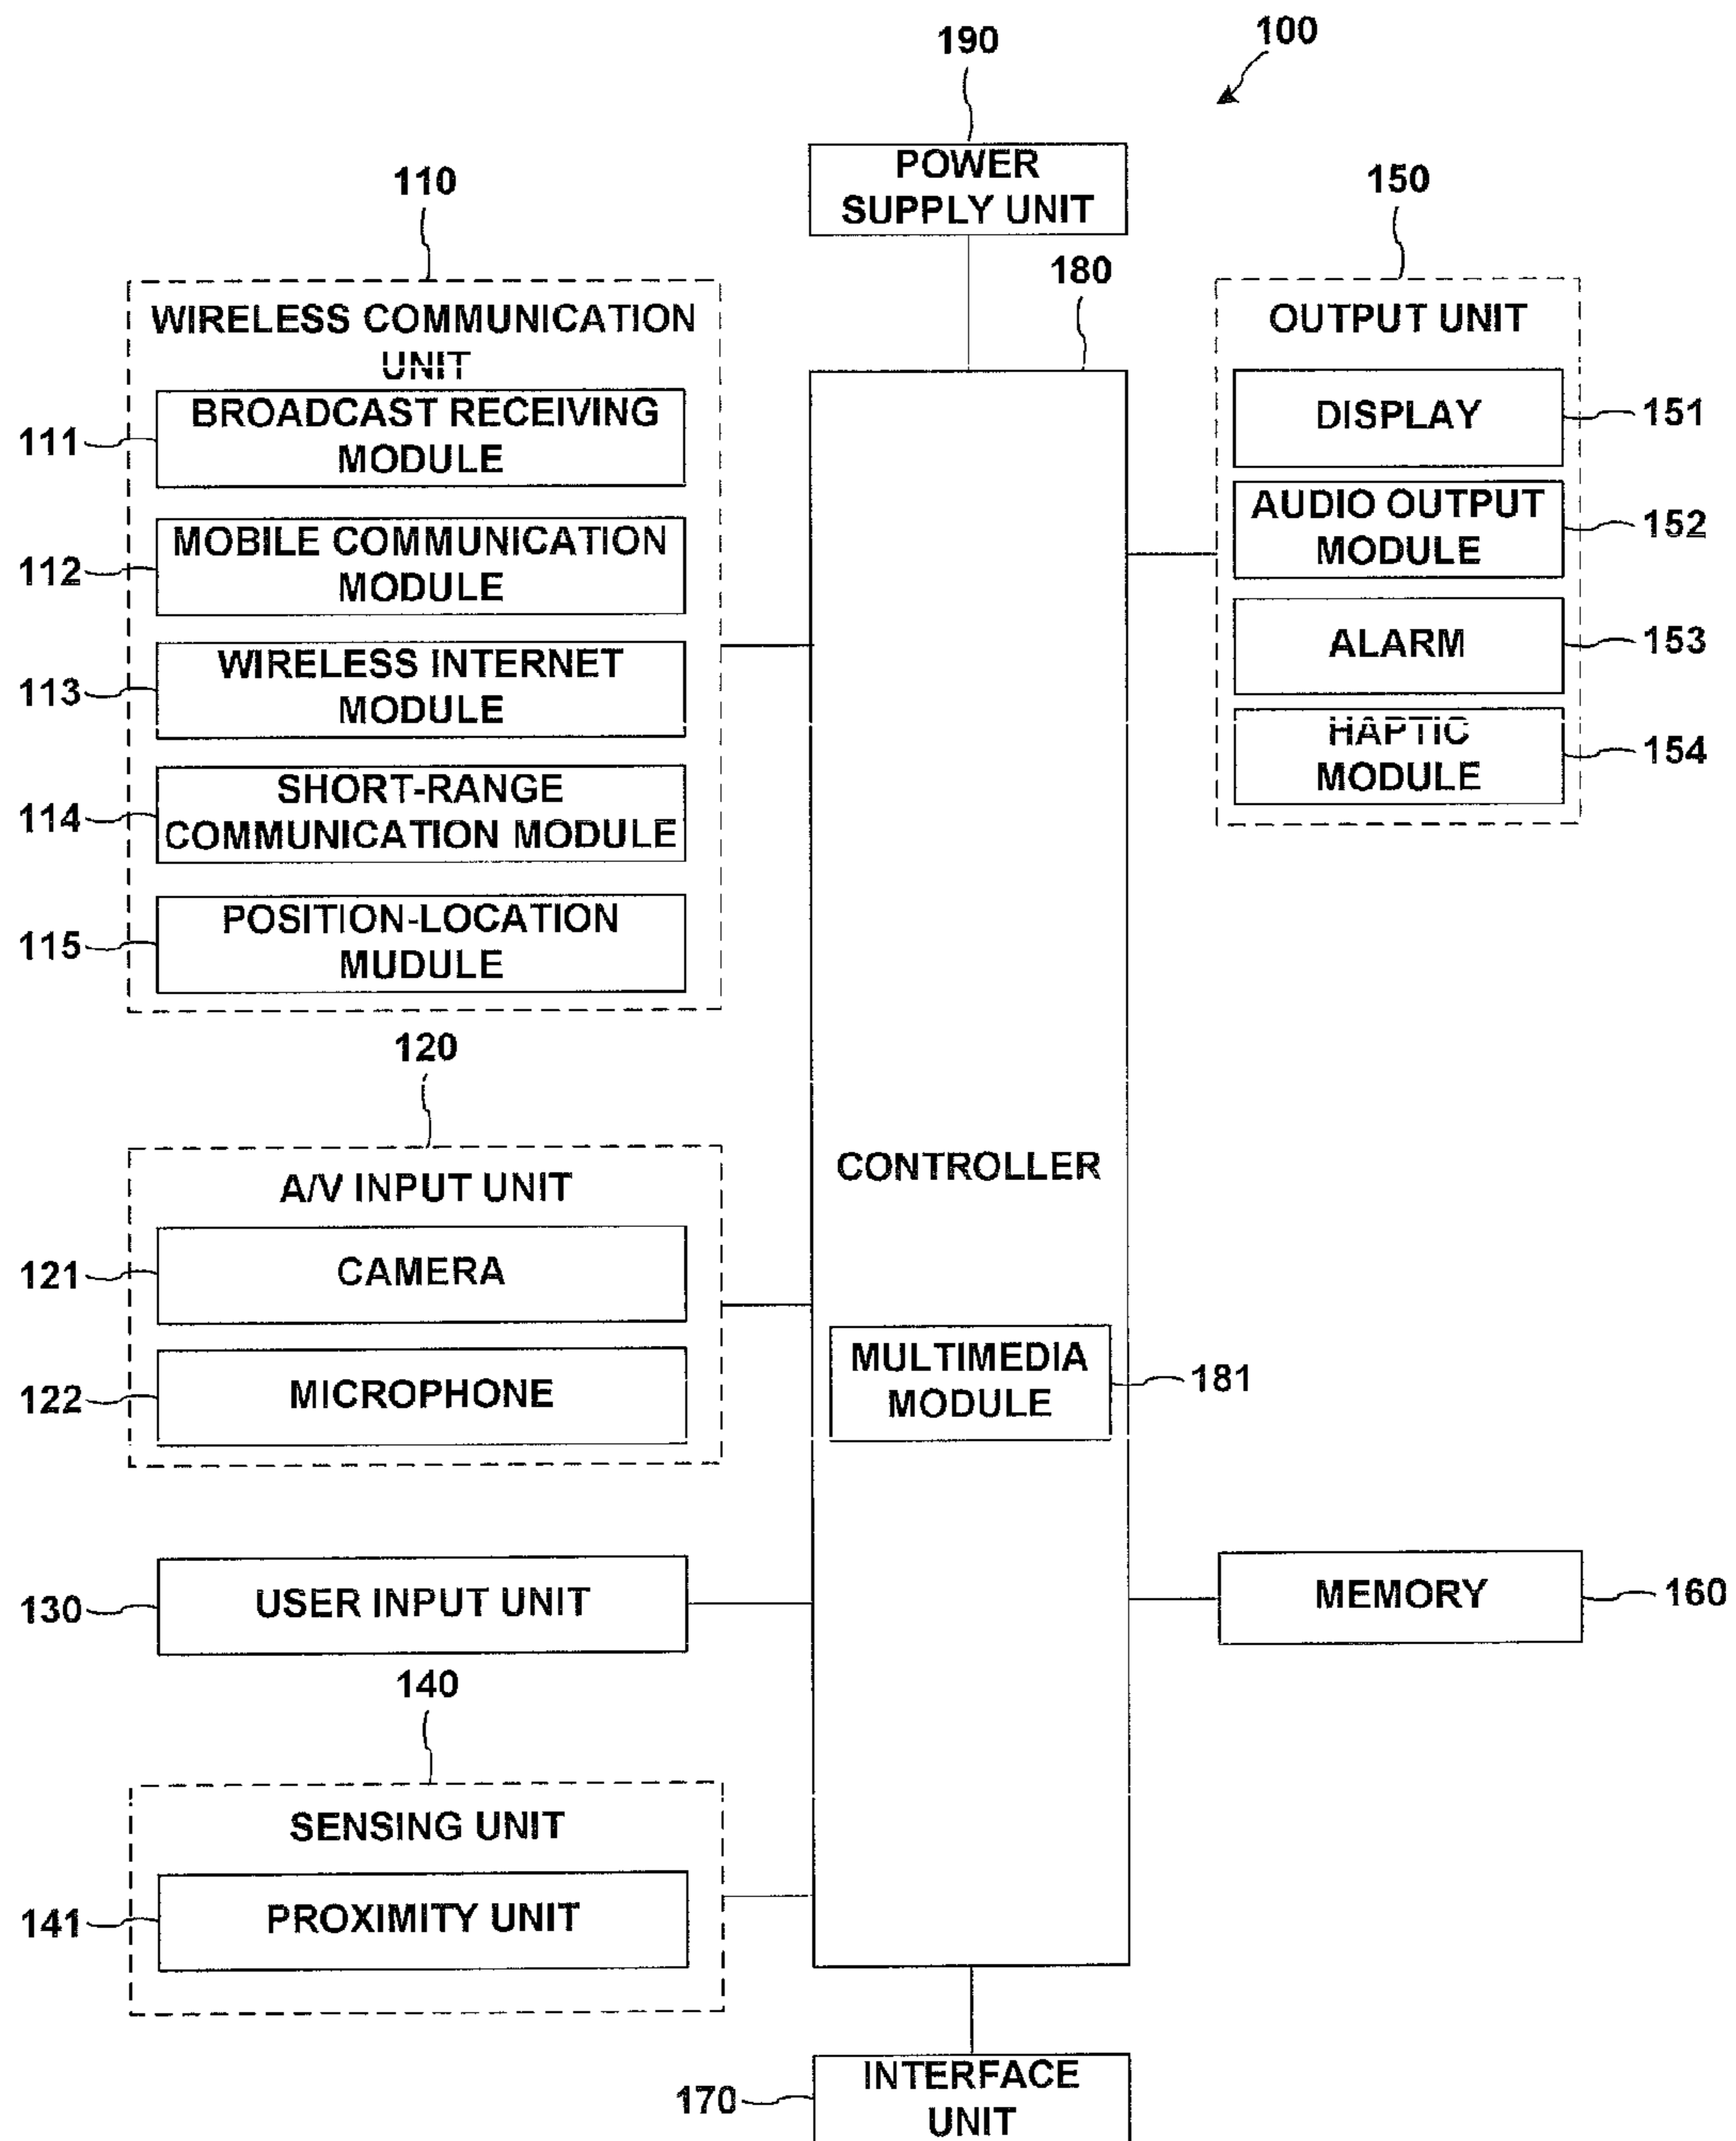 100
190
POWER
SUPPLY UNIT
110
150
180
WIRELESS COMMUNICATION
UNIT
OUTPUT UNIT
BROADCAST RECEIVING
MODULE
111
DISPLAY
151
MOBILE COMMUNICATION
MODULE
112
AUDIO OUTPUT
MODULE
152
WIRELESS INTERNET
MODULE
113
ALARM
153
HAPTIC
MODULE
154
SHORT-RANGE
COMMUNICATION MODULE
114
POSITION-LOCATION
MUDULE
115
120
A/V INPUT UNIT
CONTROLLER
CAMERA
121
MULTIMEDIA
MODULE
181
MICROPHONE
122
USER INPUT UNIT
130
MEMORY
160
140
SENSING UNIT
PROXIMITY UNIT
141
INTERFACE
UNIT
170